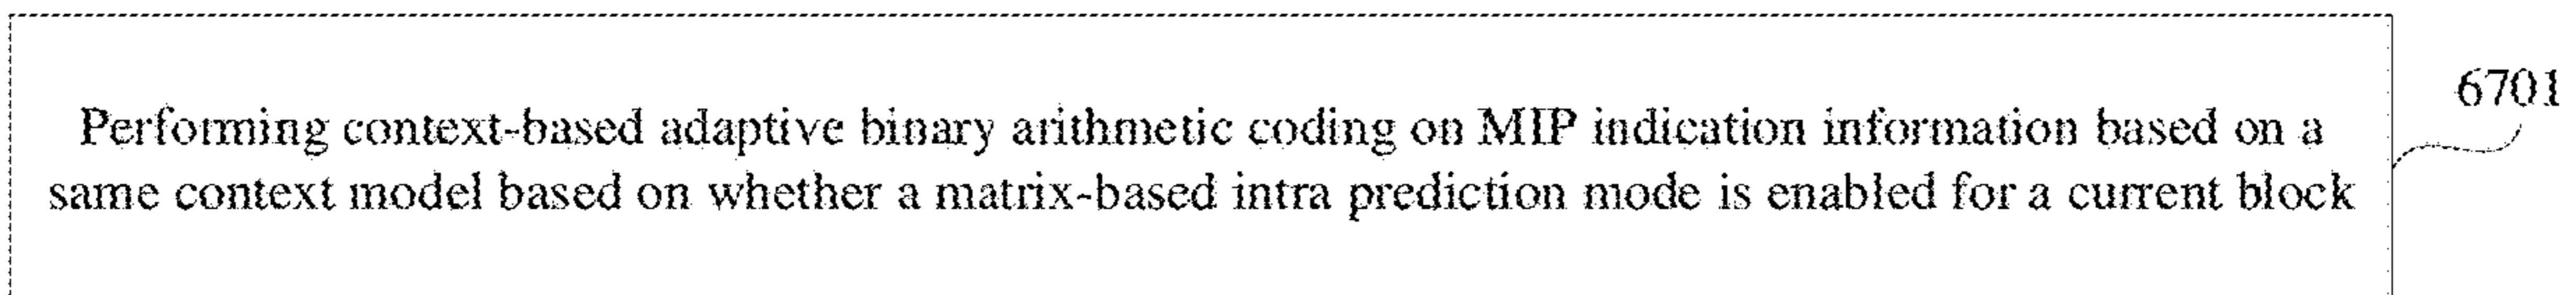 6701
Performing context-based adaptive binary arithmetic coding on MIP indication information based on a
same context model based on whether a matrix-based intra prediction mode is enabled for a current block